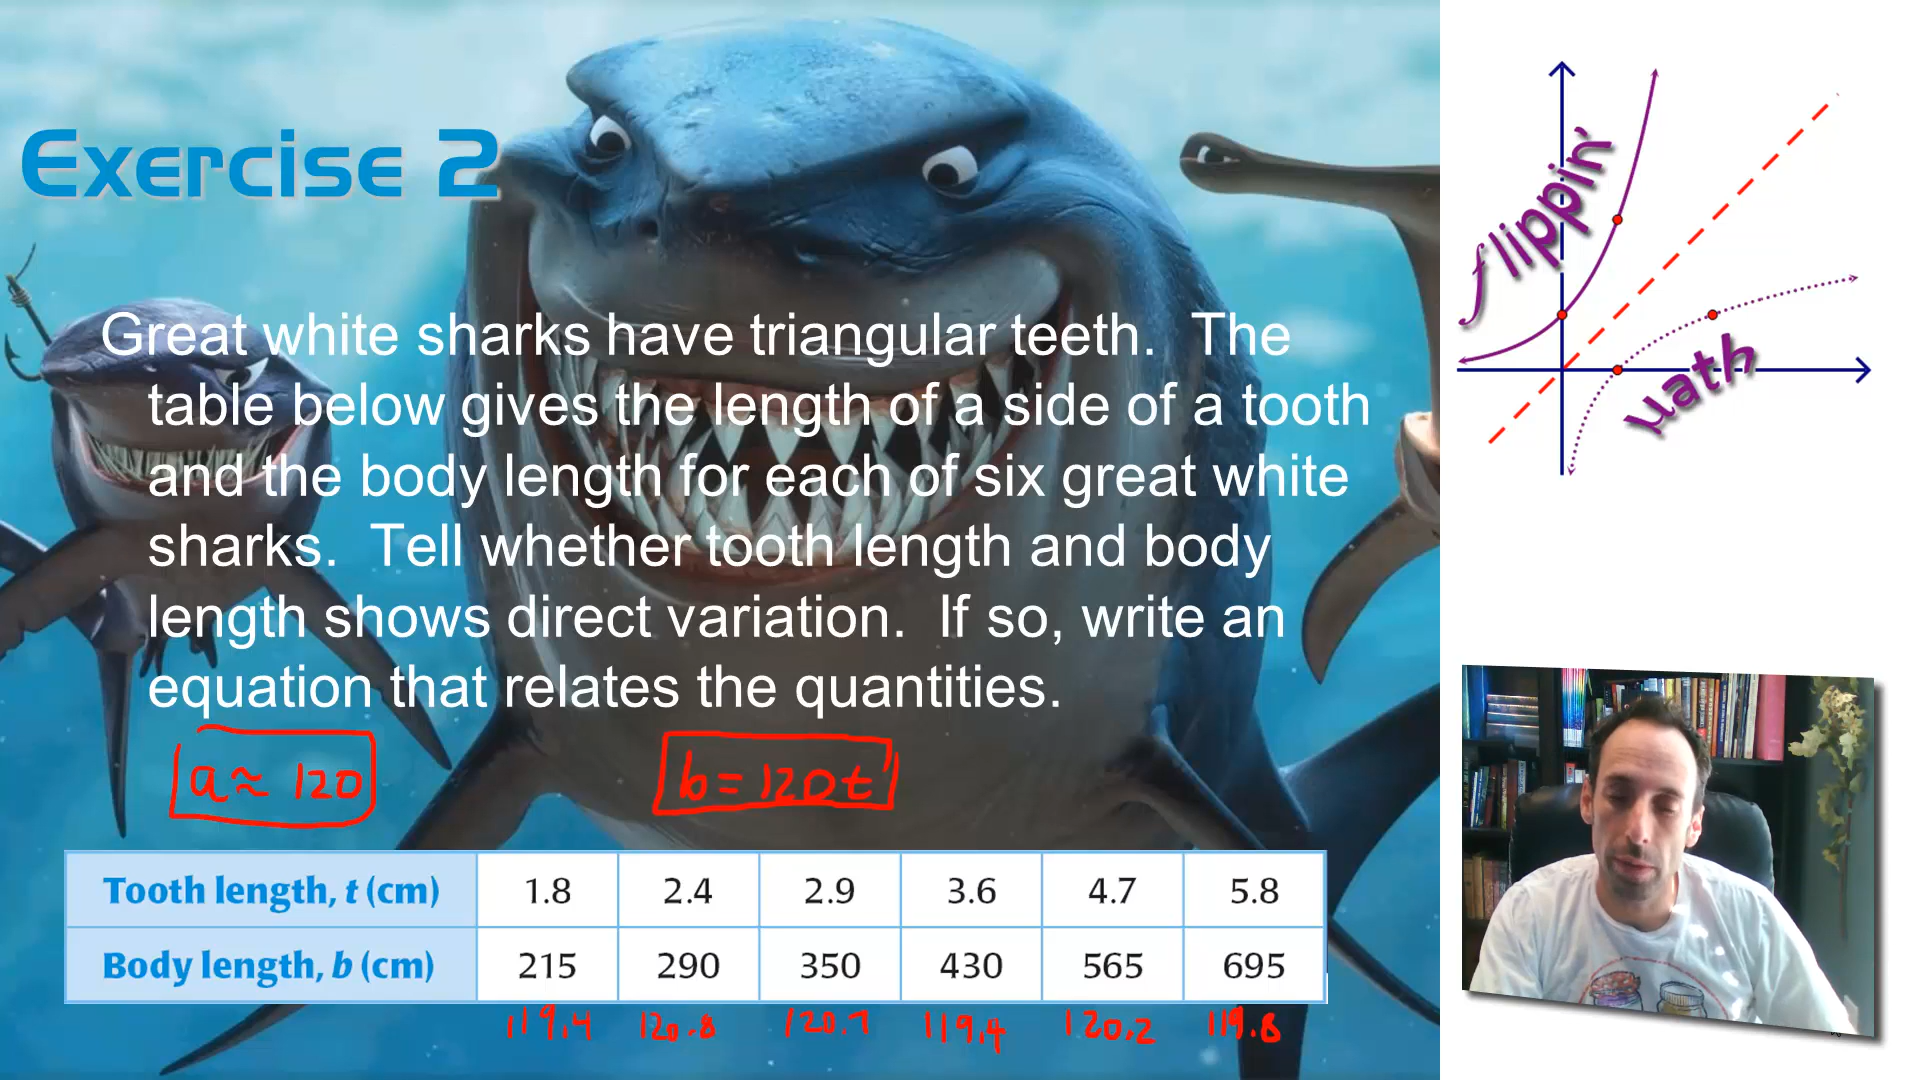 Exercise 2
Great white sharks have triangular teeth. The
table below gives the length of a side of a tooth
and the body length for each of six great white
sharks. Tell whether tooth length and body
length shows direct variation. If so, write an
equation that relates the quantities.
a ≈ 120
b = 120t
Tooth length, t (cm) 1.8 2.4 2.9 3.6 4.7 5.8
Body length, b (cm) 215 290 350 430 565 695
119.4 120.8 120.7 119.4 120.2 119.8
flippin'
math